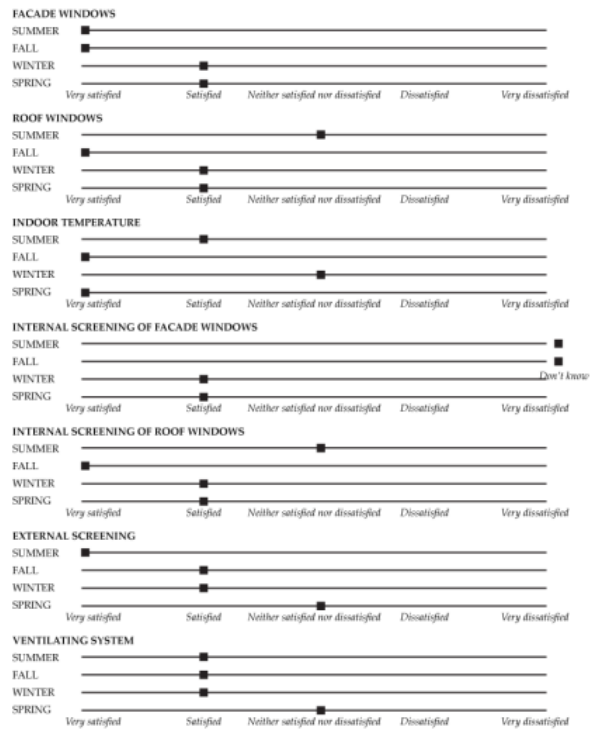 FACADE WINDOWS
SUMMER
FALL
WINTER
SPRING
Very satisfied Satisfied Neither satisfied nor dissatisfied Dissatisfied Very dissatisfied
ROOF WINDOWS
SUMMER
FALL
WINTER
SPRING
Very satisfied Satisfied Neither satisfied nor dissatisfied Dissatisfied Very dissatisfied
INDOOR TEMPERATURE
SUMMER
FALL
WINTER
SPRING
Very satisfied Satisfied Neither satisfied nor dissatisfied Dissatisfied Very dissatisfied
INTERNAL SCREENING OF FACADE WINDOWS
SUMMER
FALL
Don't know
WINTER
SPRING
Very satisfied Satisfied Neither satisfied nor dissatisfied Dissatisfied Very dissatisfied
INTERNAL SCREENING OF ROOF WINDOWS
SUMMER
FALL
WINTER
SPRING
Very satisfied Satisfied Neither satisfied nor dissatisfied Dissatisfied Very dissatisfied
EXTERNAL SCREENING
SUMMER
FALL
WINTER
SPRING
Very satisfied Satisfied Neither satisfied nor dissatisfied Dissatisfied Very dissatisfied
VENTILATING SYSTEM
SUMMER
FALL
WINTER
SPRING
Very satisfied Satisfied Neither satisfied nor dissatisfied Dissatisfied Very dissatisfied